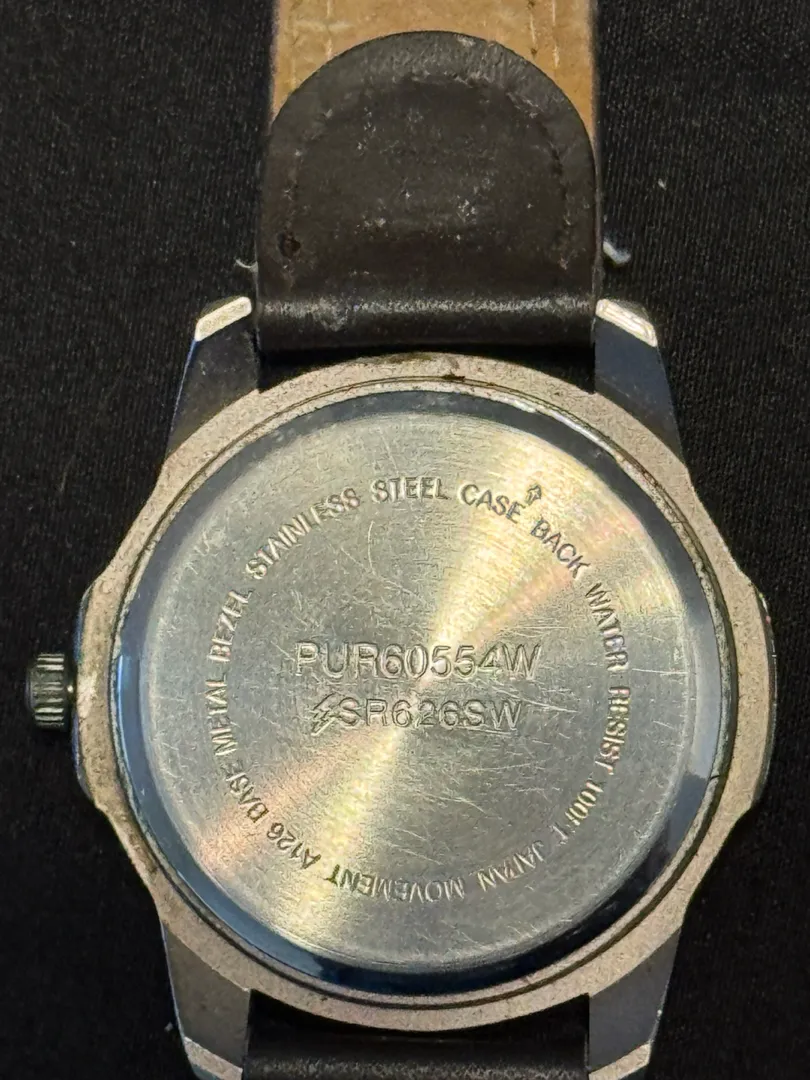 PUR60554W
SR626SW
STAINLESS STEEL CASE BACK WATER RESIST 100FT JAPAN MOVEMENT A126 BASE METAL BEZEL